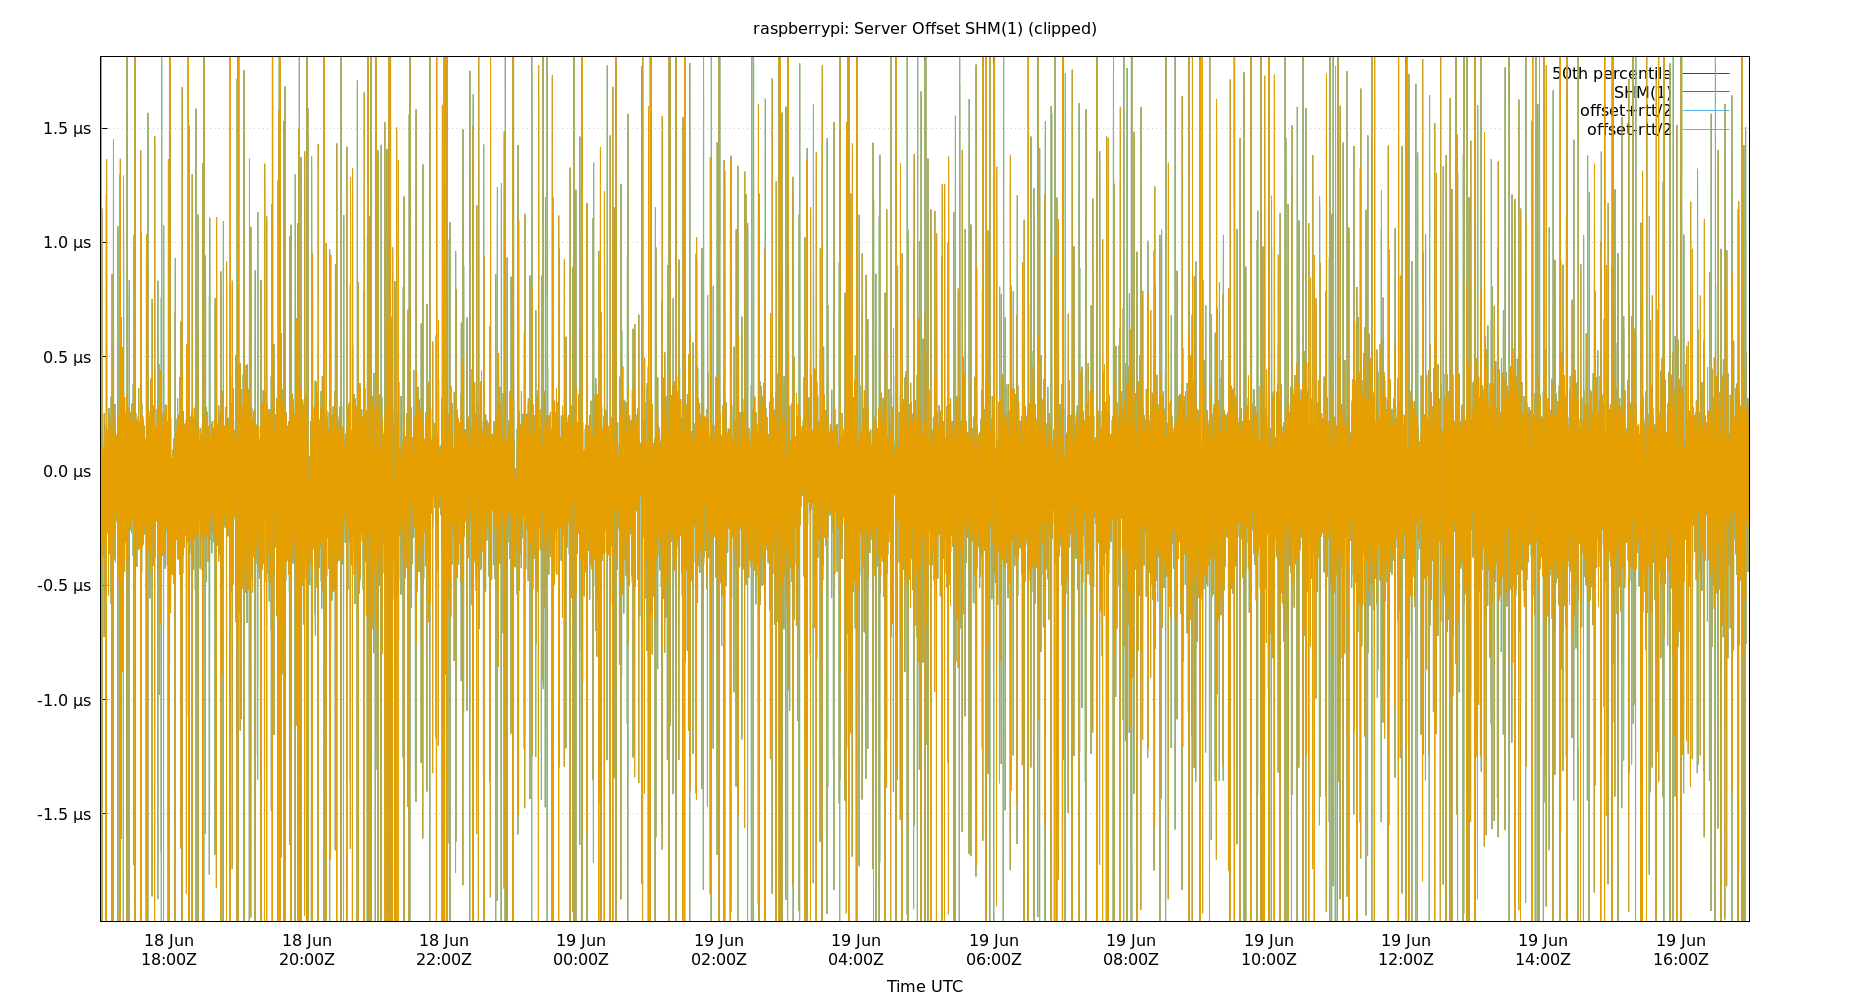 raspberrypi: Server Offset SHM(1) (clipped)
50th percentile
SHM(1)
offset+rtt/2
offset-rtt/2
1.5 µs
1.0 µs
0.5 µs
0.0 µs
-0.5 µs
-1.0 µs
-1.5 µs
18 Jun 18 Jun 18 Jun 19 Jun 19 Jun 19 Jun 19 Jun 19 Jun 19 Jun 19 Jun 19 Jun 19 Jun
18:00Z 20:00Z 22:00Z 00:00Z 02:00Z 04:00Z 06:00Z 08:00Z 10:00Z 12:00Z 14:00Z 16:00Z
Time UTC